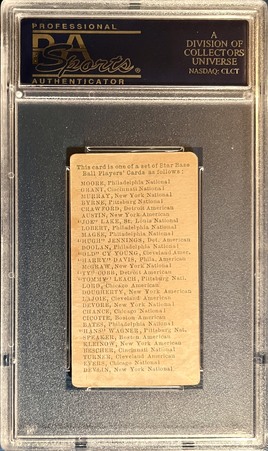 PROFESSIONAL
PSA
Sports
AUTHENTICATOR
A
DIVISION OF
COLLECTORS
UNIVERSE
NASDAQ: CLCT
This card is one of a set of Star Base
Ball Players' Cards as follows:
MOORE, Philadelphia National
GRANT, Cincinnati National
MURRAY, New York National
BYRNE, Pittsburg National
CRAWFORD, Detroit American
AUSTIN, New York American
"JOE" LAKE, St. Louis National
LOBERT, Philadelphia National
MAGEE, Philadelphia National
"HUGHIE" JENNINGS, Det. American
DOOLAN, Philadelphia National
"OLD" CY YOUNG, Cleveland Amer.
"HARRY" DAVIS, Phila. American
McGRAW, New York National
"TY" COBB, Detroit American
"TOMMY" LEACH, Pittsburg Natl.
LORD, Chicago American
DOUGHERTY, New York American
LAJOIE, Cleveland American
DEVORE, New York National
CHANCE, Chicago National
CICOTTE, Boston American
BATES, Philadelphia National
"HANS" WAGNER, Pittsburg Nat.
SPEAKER, Boston American
KLEINOW, New York American
BESCHER, Cincinnati National
TURNER, Cleveland American
EVERS, Chicago National
DEVLIN, New York National